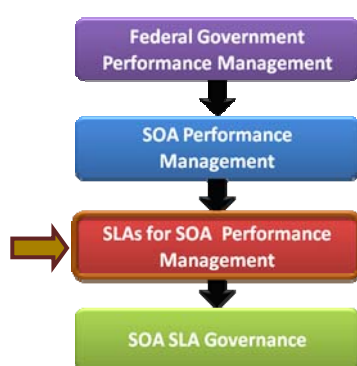 Federal Government
Performance Management
SOA Performance
Management
SLAs for SOA Performance
Management
SOA SLA Governance